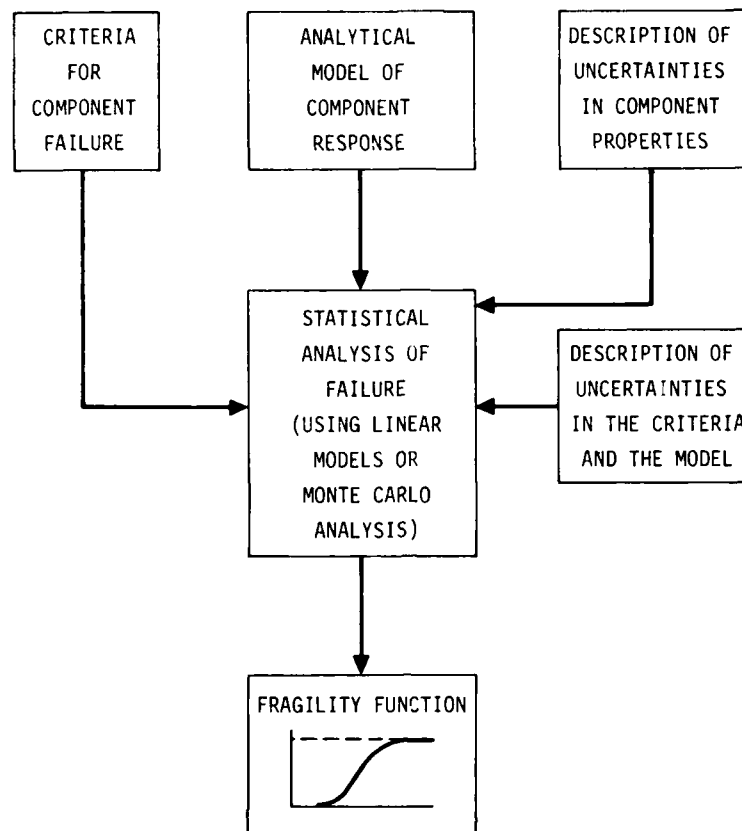 CRITERIA
FOR
COMPONENT
FAILURE
ANALYTICAL
MODEL OF
COMPONENT
RESPONSE
DESCRIPTION OF
UNCERTAINTIES
IN COMPONENT
PROPERTIES
STATISTICAL
ANALYSIS OF
FAILURE
(USING LINEAR
MODELS OR
MONTE CARLO
ANALYSIS)
DESCRIPTION OF
UNCERTAINTIES
IN THE CRITERIA
AND THE MODEL
FRAGILITY FUNCTION